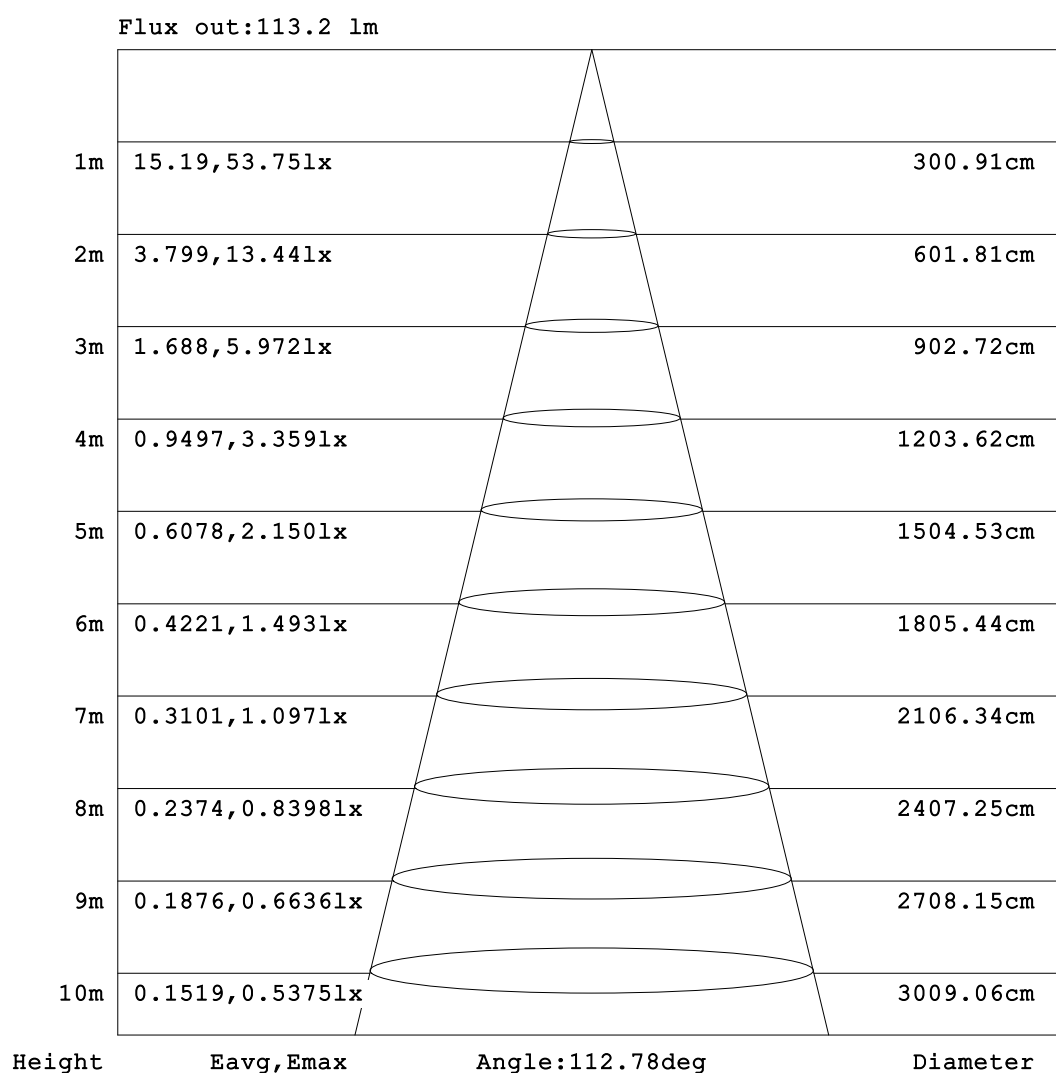 Flux out:113.2 lm
1m 15.19,53.75lx 300.91cm
2m 3.799,13.44lx 601.81cm
3m 1.688,5.972lx 902.72cm
4m 0.9497,3.359lx 1203.62cm
5m 0.6078,2.150lx 1504.53cm
6m 0.4221,1.493lx 1805.44cm
7m 0.3101,1.097lx 2106.34cm
8m 0.2374,0.8398lx 2407.25cm
9m 0.1876,0.6636lx 2708.15cm
10m 0.1519,0.5375lx 3009.06cm
Height Eavg,Emax Angle:112.78deg Diameter